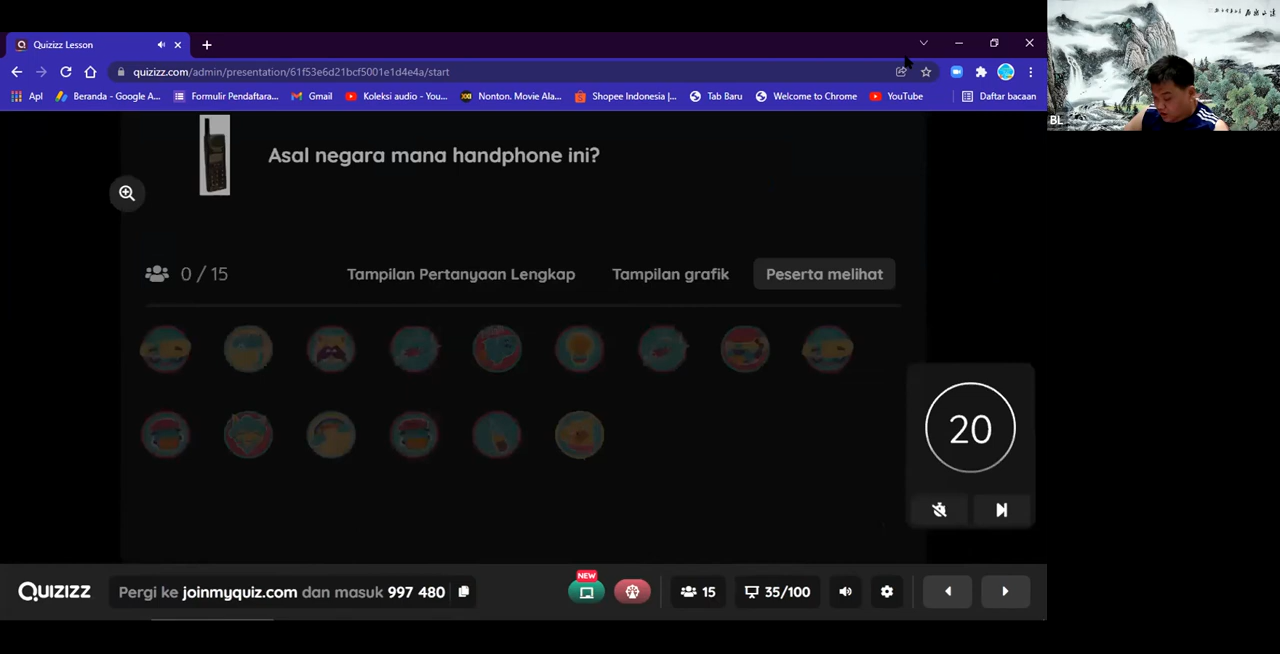 Quizizz Lesson
quizizz.com/admin/presentation/61f53e6d21bcf5001e1d4e4a/start
Apl
Beranda - Google A...
Formulir Pendaftara...
Gmail
Koleksi audio - You...
Nonton. Movie Ala...
Shopee Indonesia |...
Tab Baru
Welcome to Chrome
YouTube
Daftar bacaan
BL
Asal negara mana handphone ini?
0 / 15
Tampilan Pertanyaan Lengkap
Tampilan grafik
Peserta melihat
20
QUIZIZZ
Pergi ke joinmyquiz.com dan masuk 997 480
NEW
15
35/100